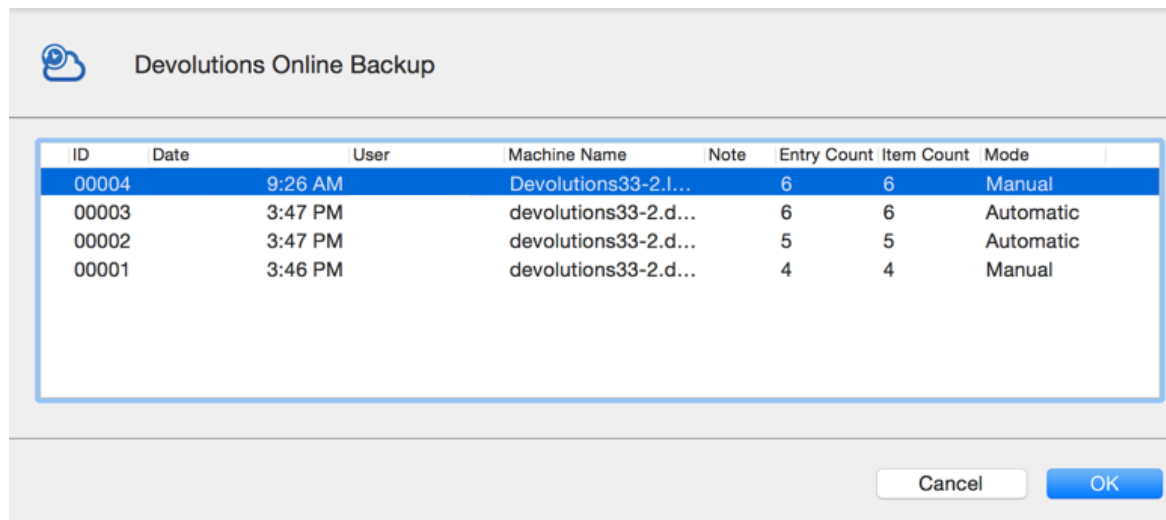 Devolutions Online Backup
ID Date User Machine Name Note Entry Count Item Count Mode
00004 9:26 AM Devolutions33-2.l... 6 6 Manual
00003 3:47 PM devolutions33-2.d... 6 6 Automatic
00002 3:47 PM devolutions33-2.d... 5 5 Automatic
00001 3:46 PM devolutions33-2.d... 4 4 Manual
Cancel OK